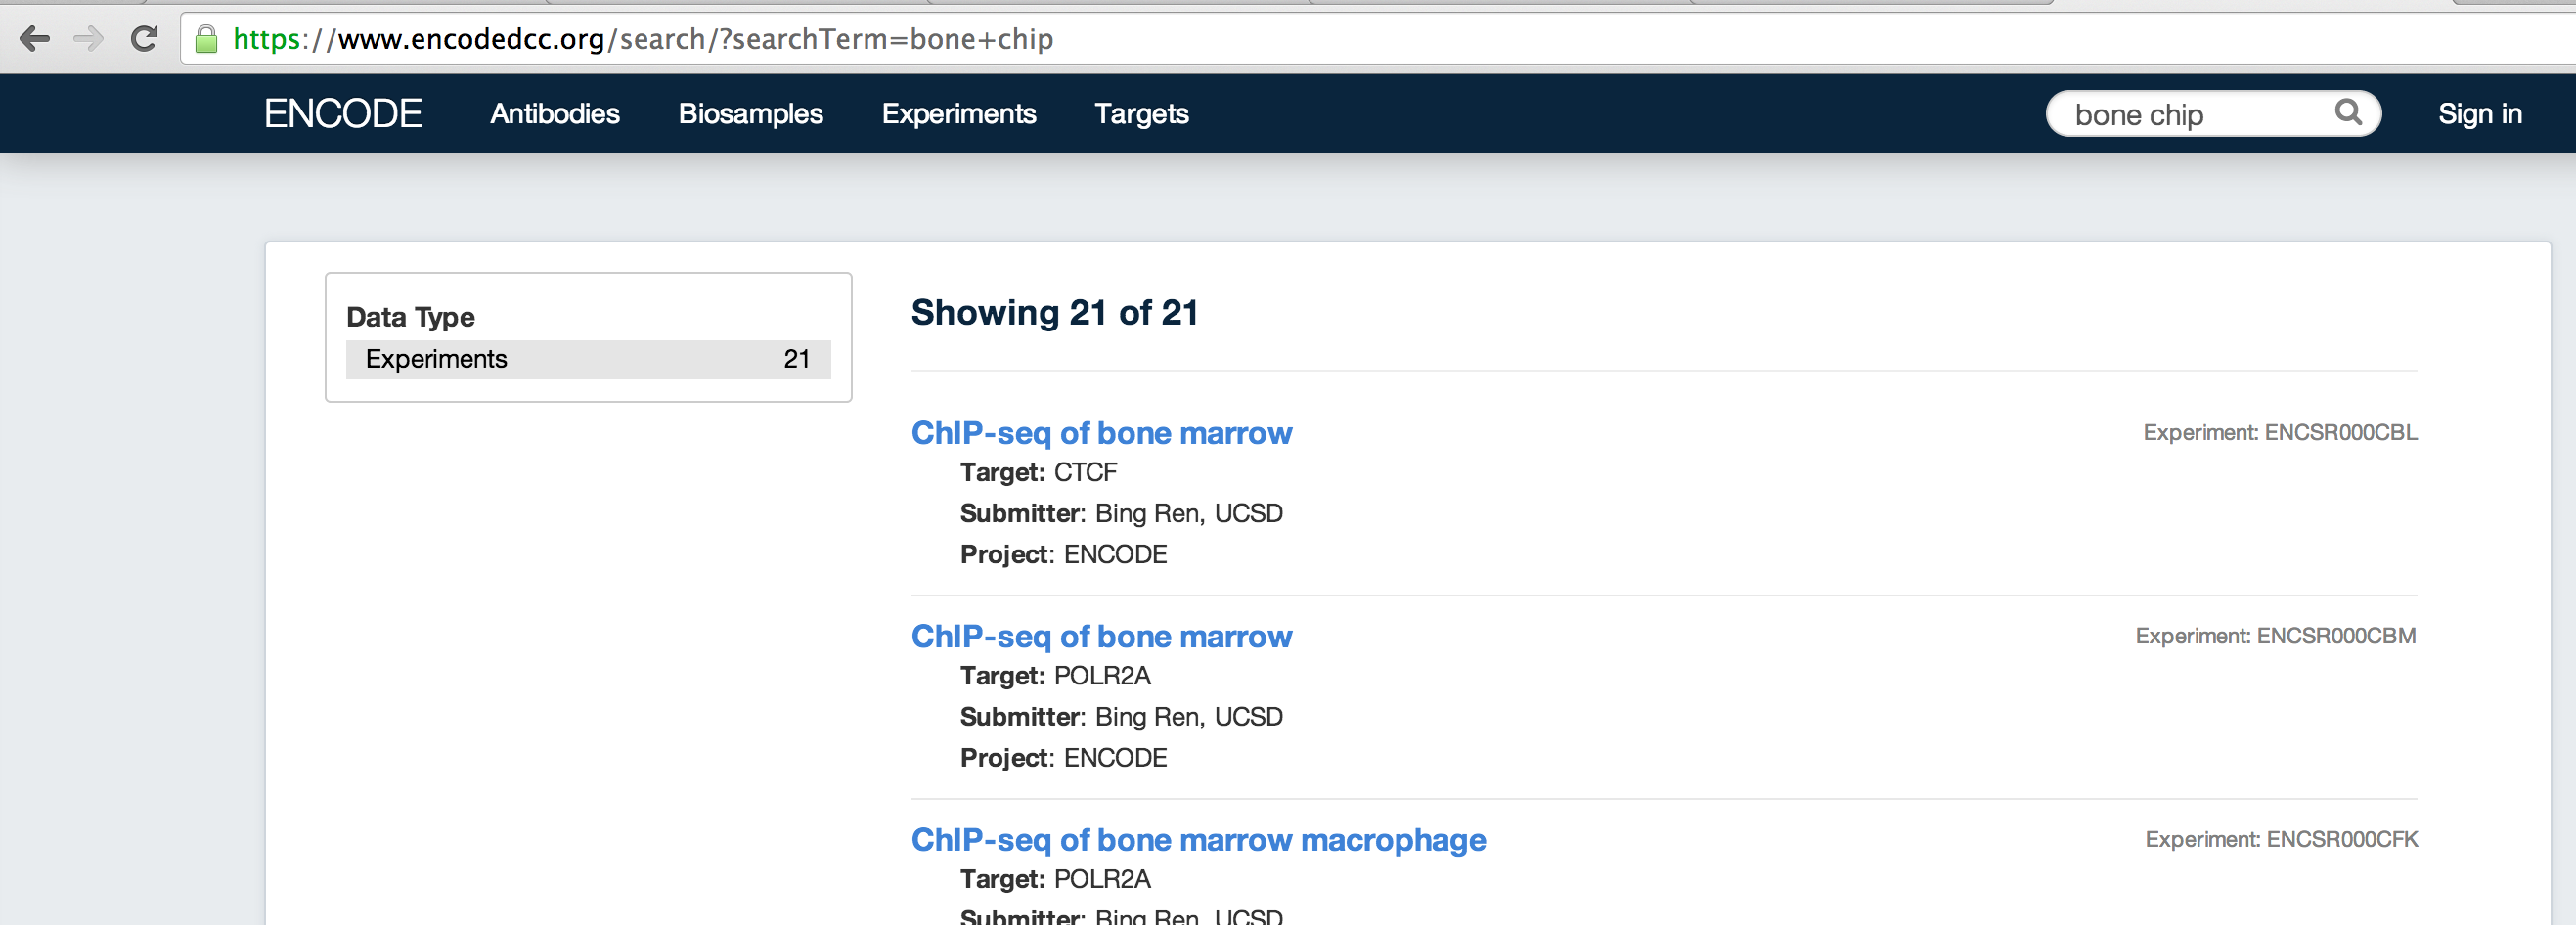 https://www.encodedcc.org/search/?searchTerm=bone+chip
ENCODE Antibodies Biosamples Experiments Targets bone chip Sign in
Data Type
Experiments 21
Showing 21 of 21
ChIP-seq of bone marrow Experiment: ENCSR000CBL
Target: CTCF
Submitter: Bing Ren, UCSD
Project: ENCODE
ChIP-seq of bone marrow Experiment: ENCSR000CBM
Target: POLR2A
Submitter: Bing Ren, UCSD
Project: ENCODE
ChIP-seq of bone marrow macrophage Experiment: ENCSR000CFK
Target: POLR2A
Submitter: Bing Ren, UCSD